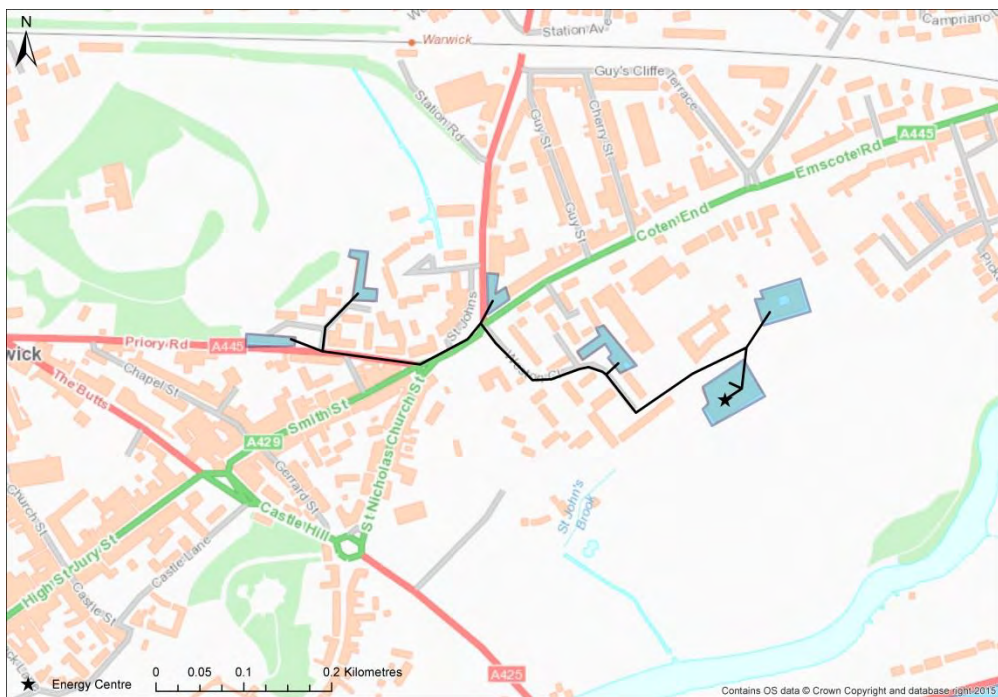 N
Warwick
Station Ave
Campriano
Guy's Cliffe
Terrace
Station Rd
Guy St
Cherry St
A445
Emscote Rd
Guy St
Coten End
St Johns
Priory Rd
A445
wick
The Butts
Chapel St
Smith St
St Nicholas Church St
A429
Gerrard St
Castle Hill
Church St
High St
Jury St
Castle Lane
Castle St
St John's
Brook
A425
Energy Centre
0 0.05 0.1 0.2 Kilometres
Contains OS data © Crown Copyright and database right 2015